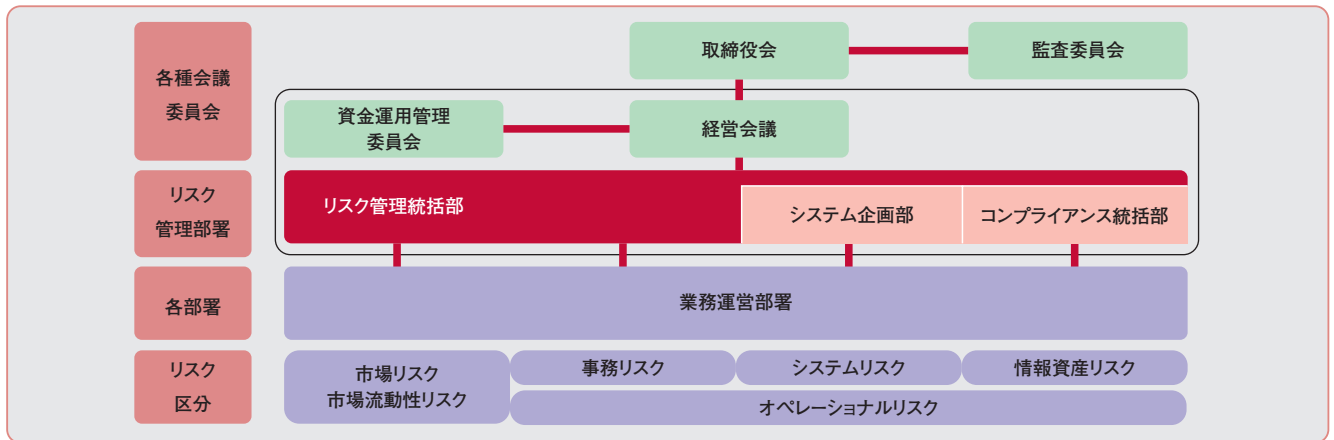 各種会議
委員会
取締役会
監査委員会
資金運用管理
委員会
経営会議
リスク
管理部署
リスク管理統括部
システム企画部
コンプライアンス統括部
各部署
業務運営部署
リスク
区分
市場リスク
市場流動性リスク
事務リスク
システムリスク
情報資産リスク
オペレーショナルリスク